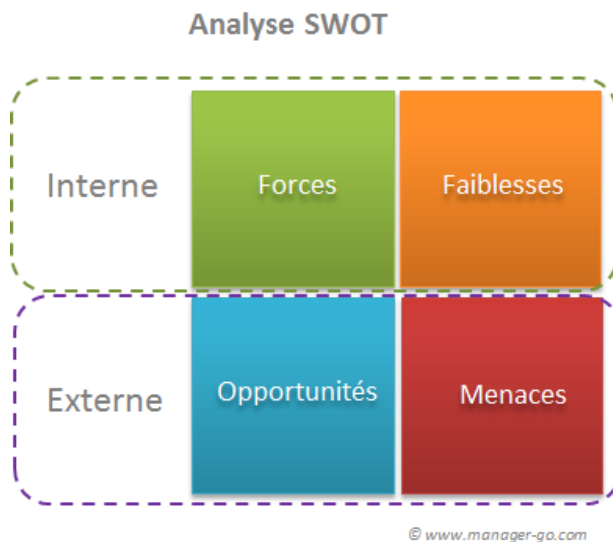 Analyse SWOT
Interne
Forces
Faiblesses
Externe
Opportunités
Menaces
© www.manager-go.com